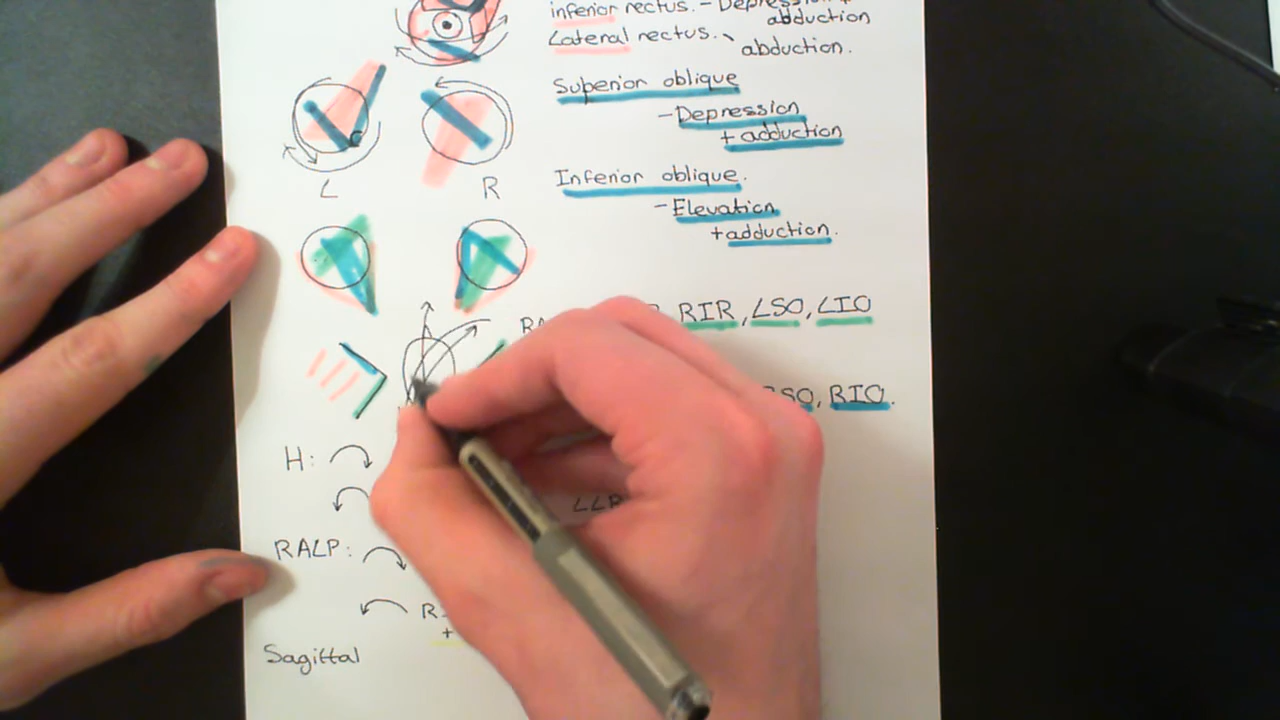 inferior rectus. - Depression +
adduction
Lateral rectus.
abduction.
Superior oblique
- Depression
+ adduction
L R
Inferior oblique.
- Elevation
+adduction.
RIR, LSO, LIO
RSO, RIO.
H:
RALP:
+
Sagittal